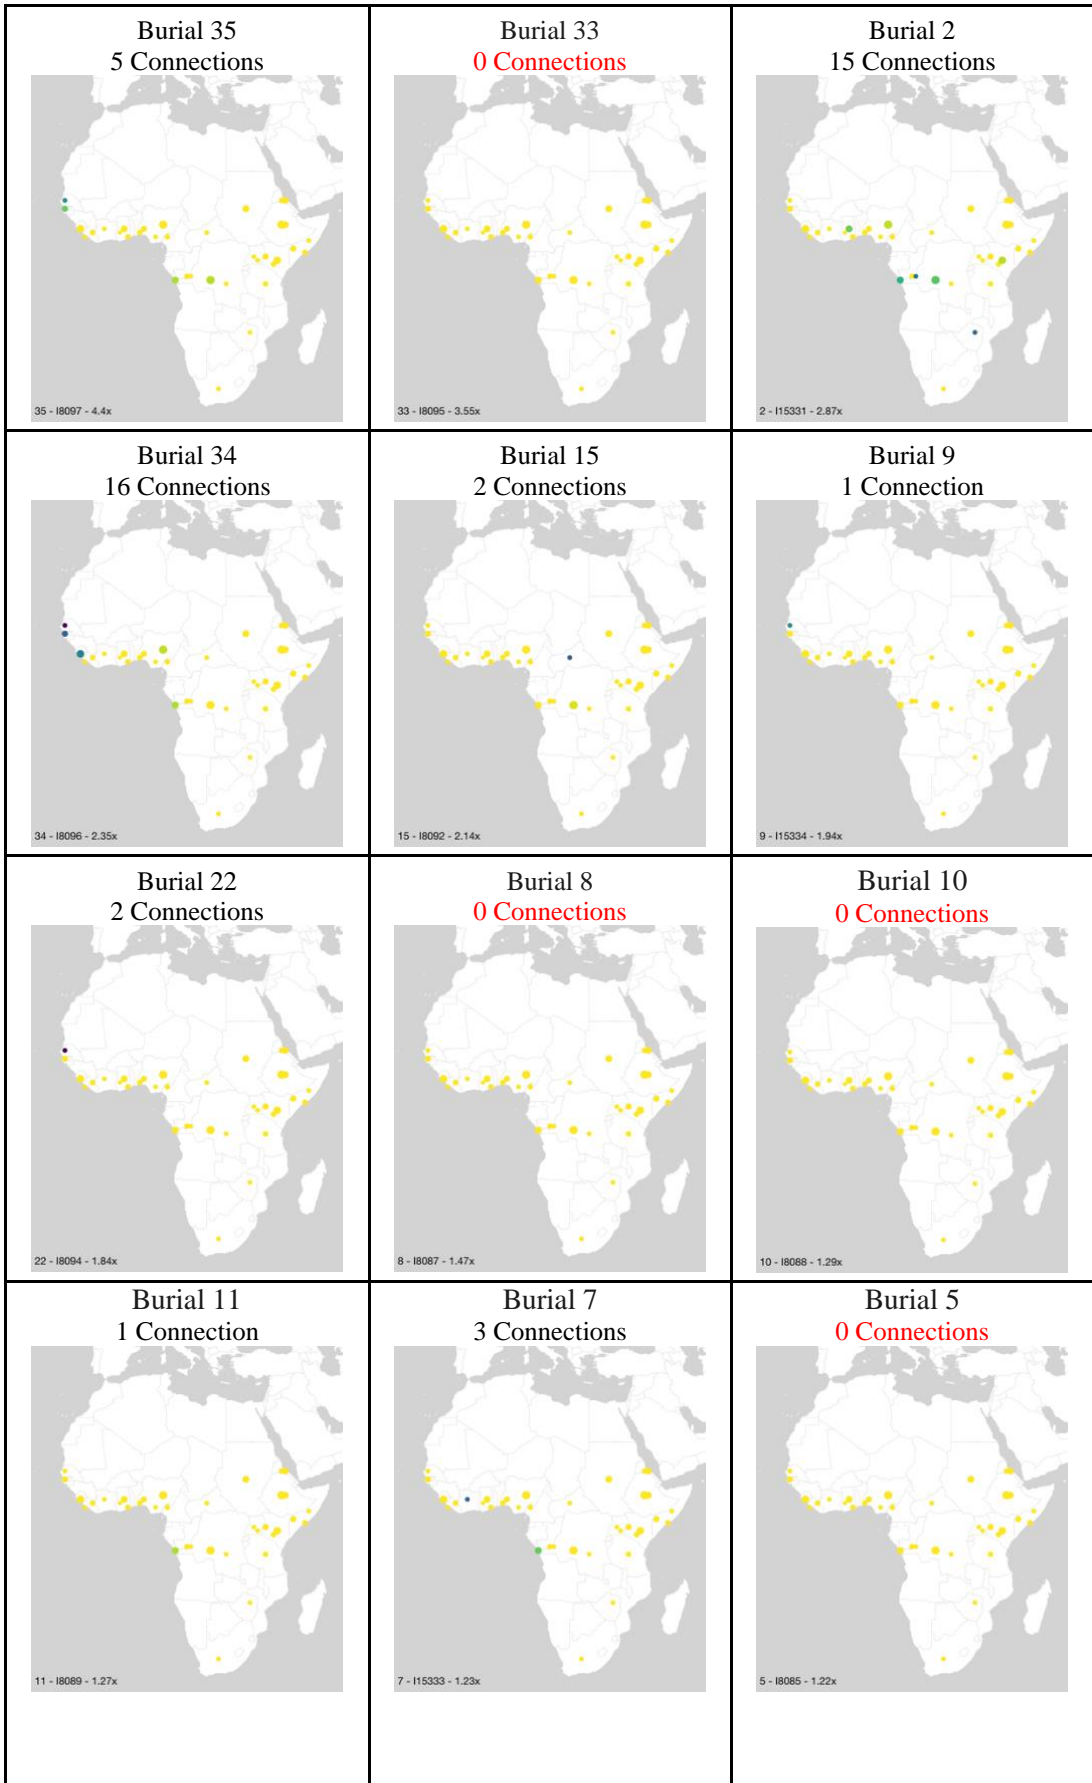 Burial 35
5 Connections
35 - I8097 - 4.4x
Burial 33
0 Connections
33 - I8095 - 3.55x
Burial 2
15 Connections
2 - I15331 - 2.87x
Burial 34
16 Connections
34 - I8096 - 2.35x
Burial 15
2 Connections
15 - I8092 - 2.14x
Burial 9
1 Connection
9 - I15334 - 1.94x
Burial 22
2 Connections
22 - I8094 - 1.84x
Burial 8
0 Connections
8 - I8087 - 1.47x
Burial 10
0 Connections
10 - I8088 - 1.29x
Burial 11
1 Connection
11 - I8089 - 1.27x
Burial 7
3 Connections
7 - I15333 - 1.23x
Burial 5
0 Connections
5 - I8085 - 1.22x